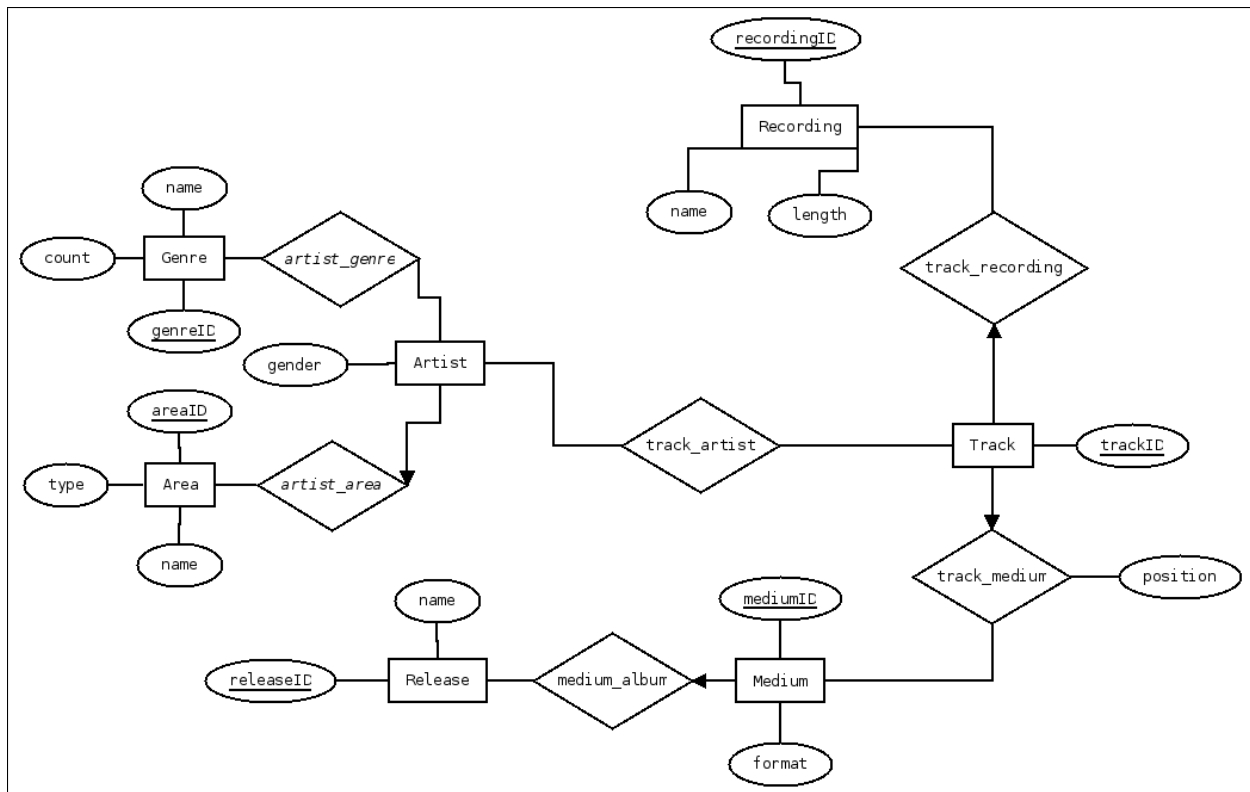 recordingID
Recording
name
length
name
count
Genre
artist_genre
genreID
track_recording
gender
Artist
areaID
track_artist
Track
trackID
type
Area
artist_area
name
track_medium
position
name
mediumID
releaseID
Release
medium_album
Medium
format